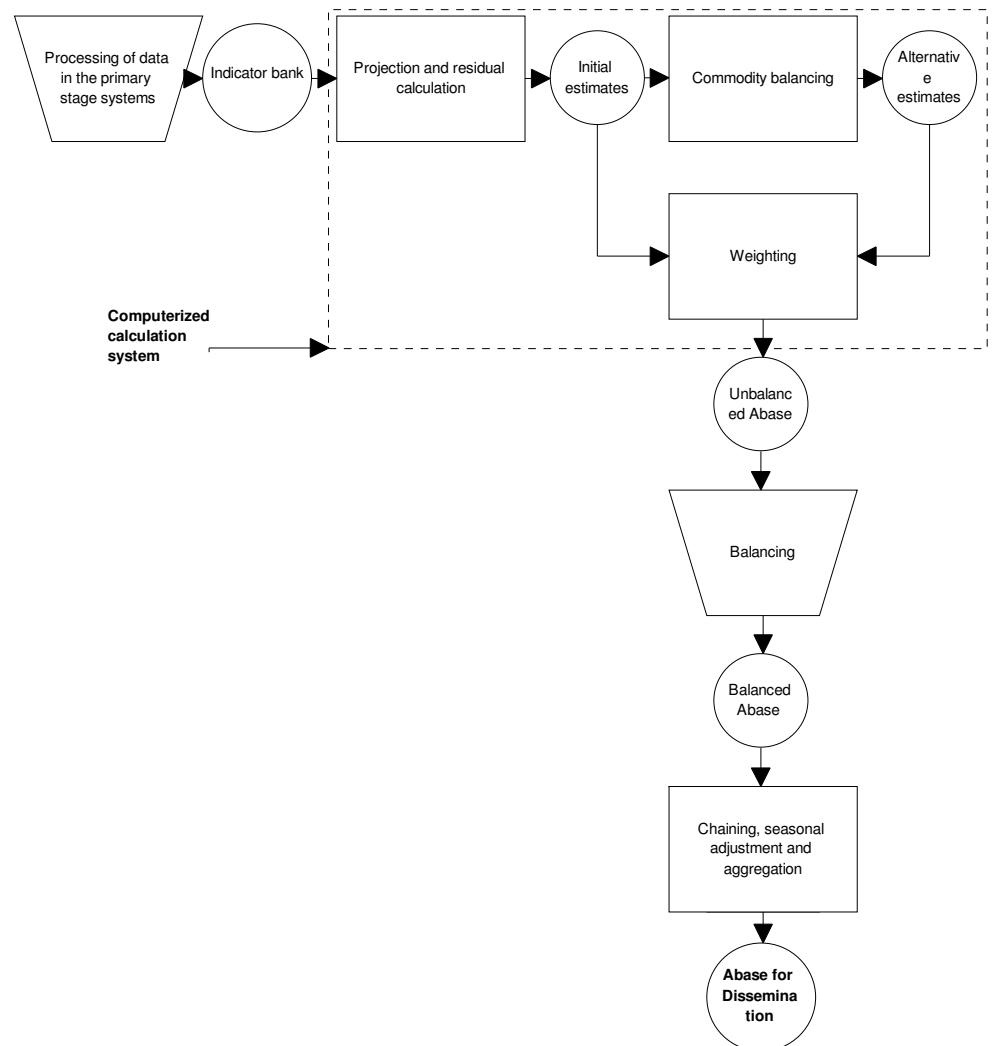 Processing of data
in the primary
stage systems
Indicator bank
Projection and residual
calculation
Initial
estimates
Commodity balancing
Alternativ
e
estimates
Weighting
Computerized
calculation
system
Unbalanc
ed Abase
Balancing
Balanced
Abase
Chaining, seasonal
adjustment and
aggregation
Abase for
Dissemina
tion